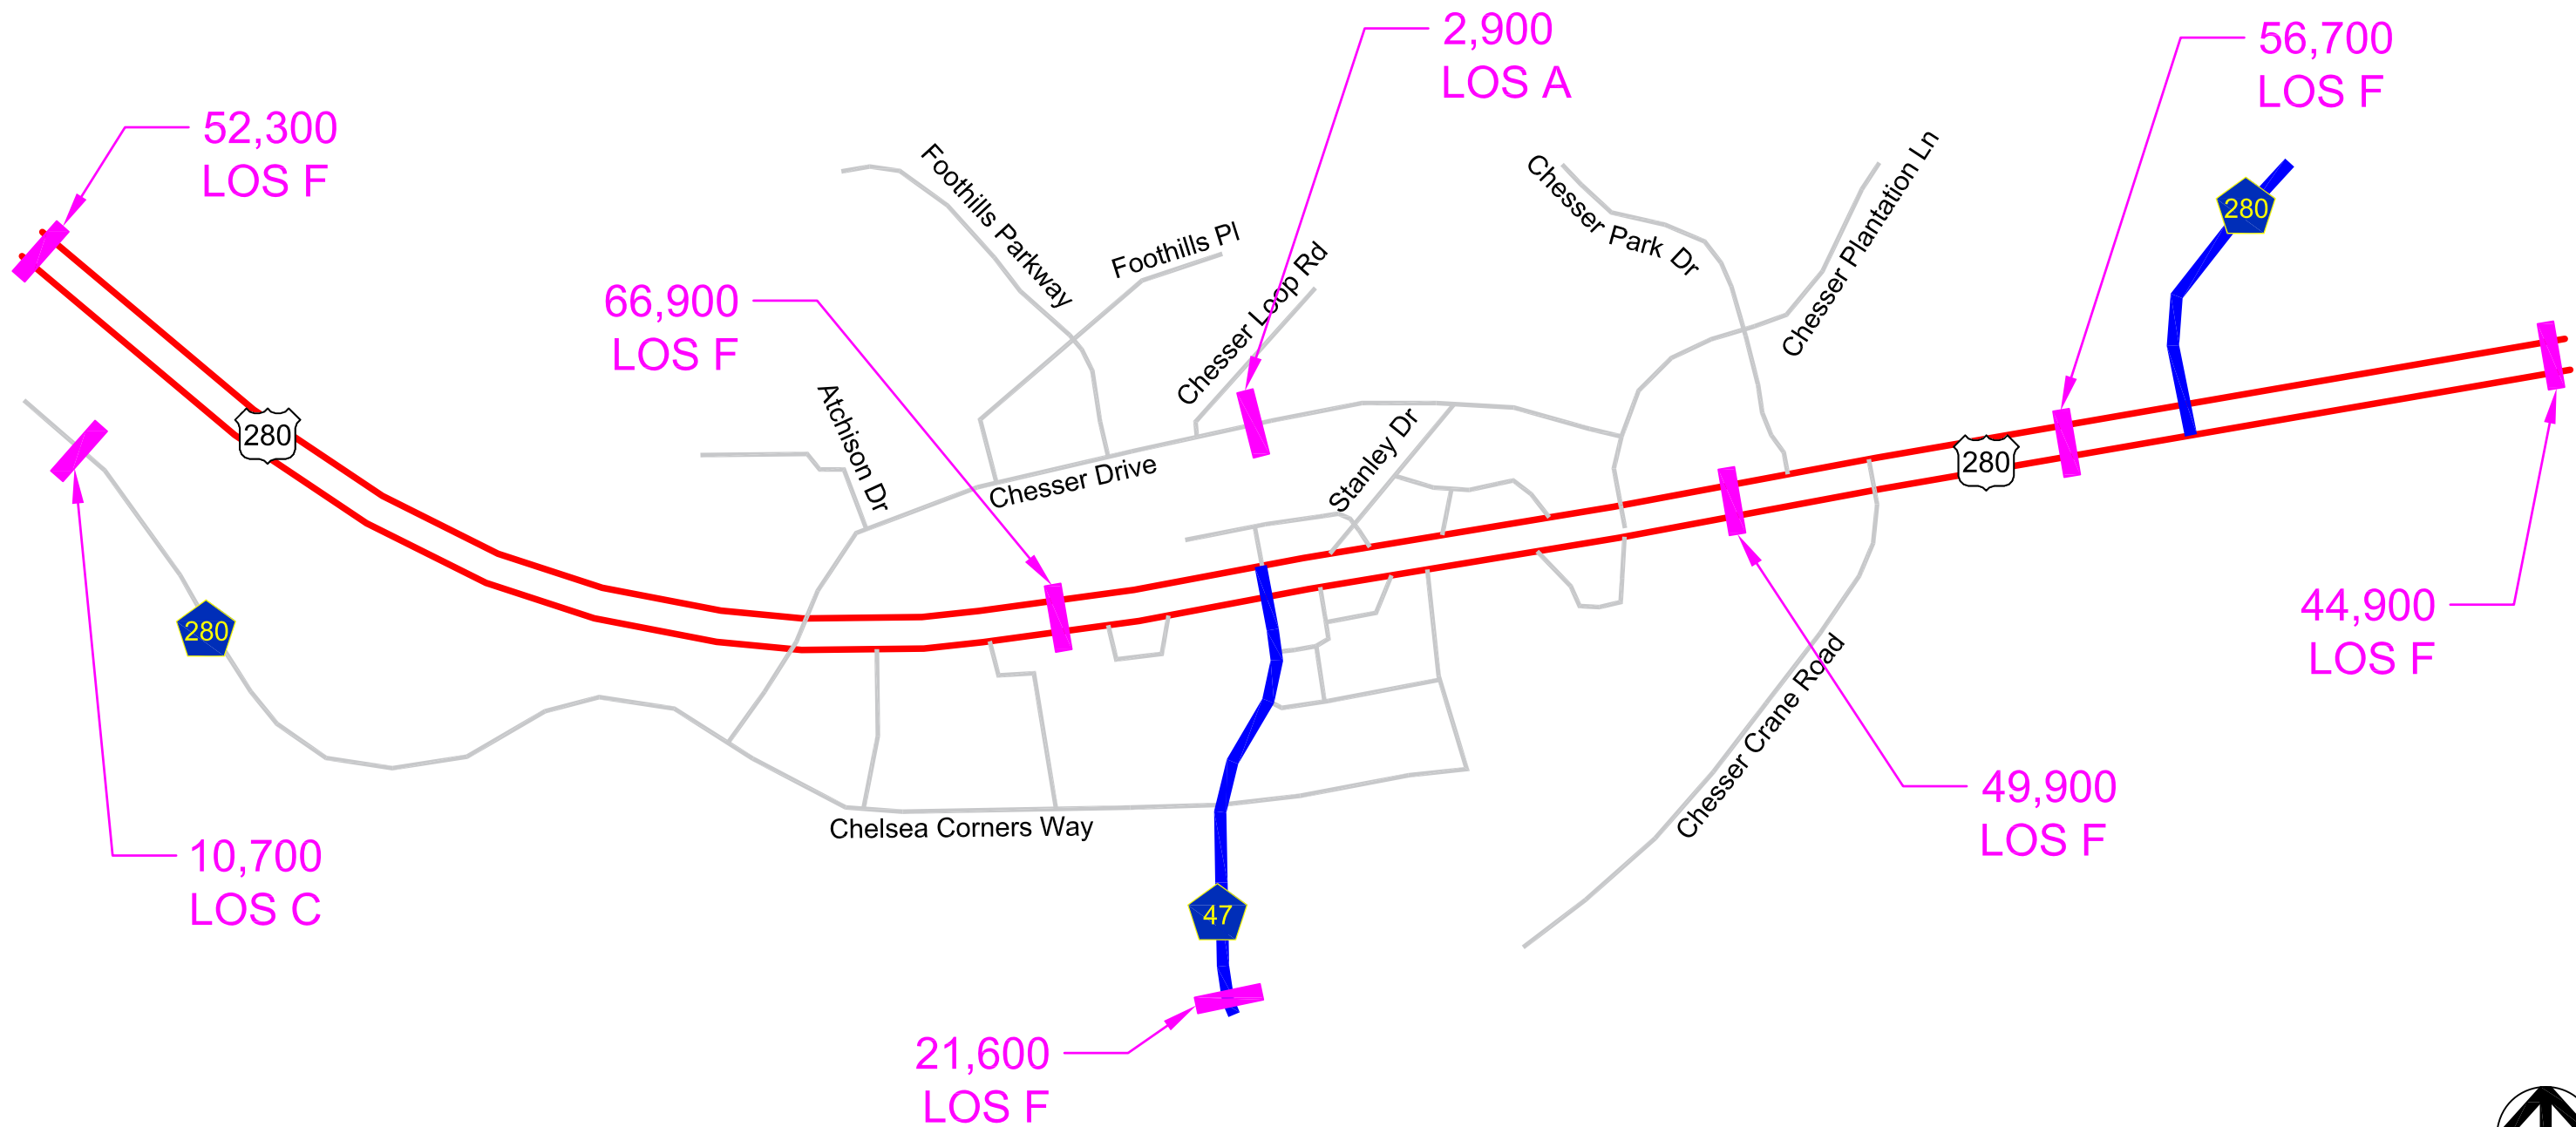 2,900
LOS A
56,700
LOS F
52,300
LOS F
Foothills Parkway
Foothills Pl
Chesser Loop Rd
Chesser Park Dr
Chesser Plantation Ln
280
66,900
LOS F
Atchison Dr
280
Chesser Drive
Stanley Dr
280
280
44,900
LOS F
Chesser Crane Road
49,900
LOS F
Chelsea Corners Way
10,700
LOS C
47
21,600
LOS F